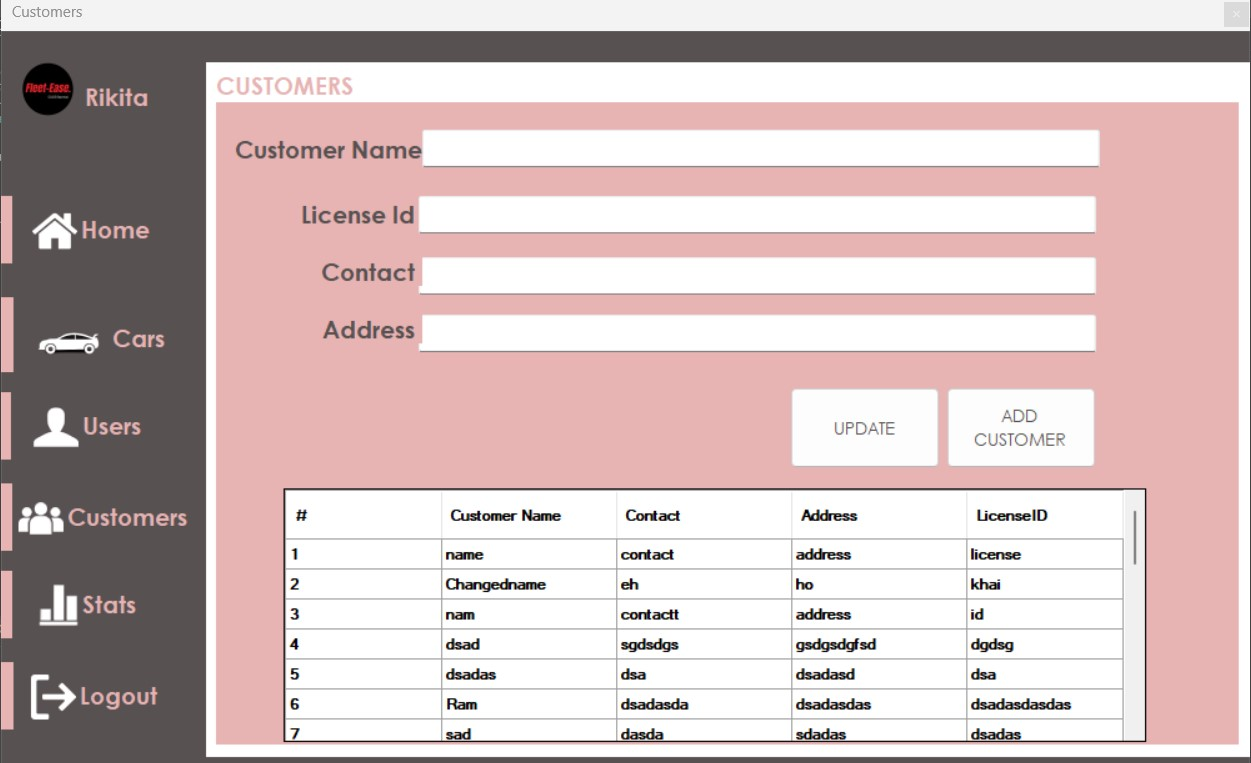 Customers
Fleet-Ease.
Rikita
CUSTOMERS
Customer Name
License Id
Contact
Address
Home
Cars
Users
Customers
Stats
Logout
UPDATE
ADD
CUSTOMER
# Customer Name Contact Address LicenseID
1 name contact address license
2 Changedname eh ho khai
3 nam contactt address id
4 dsad sgdsdgs gsdgsdgfsd dgdsg
5 dsadas dsa dsadasd dsa
6 Ram dsadasda dsadasdas dsadasdasdas
7 sad dasda sdadas dsadas